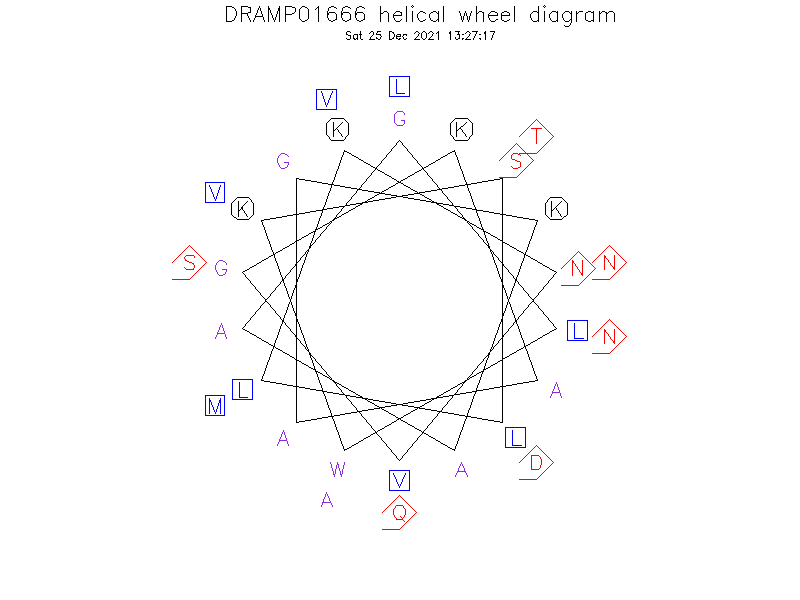 DRAMP01666 helical wheel diagram
Sat 25 Dec 2021 13:27:17
L
V
G
K
K
T
G
S
V
K
K
S
G
N
N
A
L
N
M
L
A
A
L
D
W
A
V
A
Q